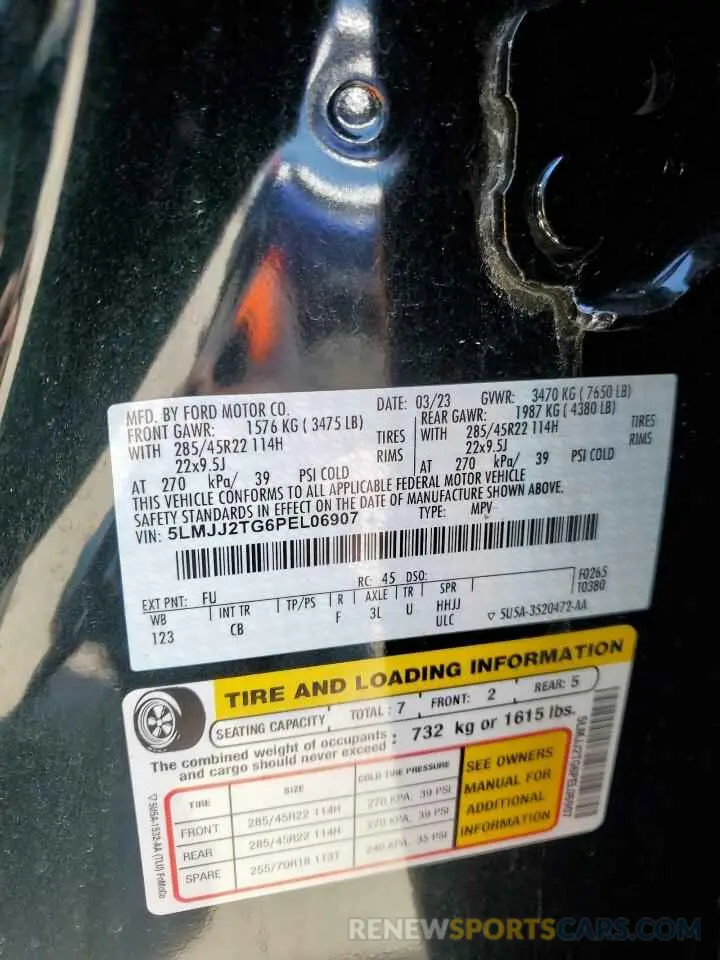 MFD. BY FORD MOTOR CO.
DATE: 03/23 GVWR: 3470 KG ( 7650 LB)
FRONT GAWR: 1576 KG ( 3475 LB)
REAR GAWR: 1987 KG ( 4380 LB)
WITH 285/45R22 114H TIRES
WITH 285/45R22 114H TIRES
22x9.5J RIMS
22x9.5J RIMS
AT 270 kPa/ 39 PSI COLD
AT 270 kPa/ 39 PSI COLD
THIS VEHICLE CONFORMS TO ALL APPLICABLE FEDERAL MOTOR VEHICLE
SAFETY STANDARDS IN EFFECT ON THE DATE OF MANUFACTURE SHOWN ABOVE.
VIN: 5LMJJ2TG6PEL06907 TYPE: MPV
EXT PNT: FU RC: 45 DSO: F0265
T0380
WB INT TR TP/PS R AXLE TR SPR
123 CB F 3L U HHJJ
ULC
5USA-3520472-AA
TIRE AND LOADING INFORMATION
SEATING CAPACITY TOTAL: 7 FRONT: 2 REAR: 5
The combined weight of occupants
and cargo should never exceed : 732 kg or 1615 lbs.
TIRE SIZE COLD TIRE PRESSURE
FRONT 285/45R22 114H 270 KPA, 39 PSI
REAR 285/45R22 114H 270 KPA, 39 PSI
SPARE 255/70R18 113T 240 KPA, 35 PSI
SEE OWNERS
MANUAL FOR
ADDITIONAL
INFORMATION
5USA-1532-AA (TLU) FoMoCo
5LMJJ2TG6PEL06907
RENEWSPORTSCARS.COM